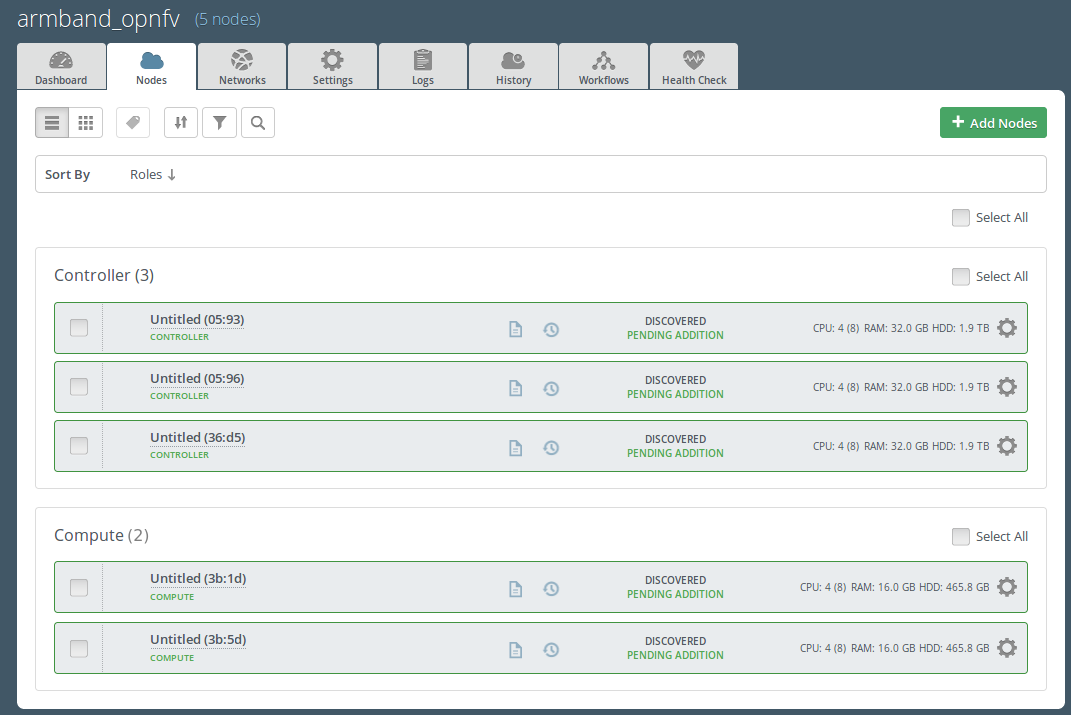 armband_opnfv (5 nodes)
Dashboard Nodes Networks Settings Logs History Workflows Health Check
Add Nodes
Sort By Roles
Select All
Controller (3) Select All
Untitled (05:93) DISCOVERED CPU: 4 (8) RAM: 32.0 GB HDD: 1.9 TB
CONTROLLER PENDING ADDITION
Untitled (05:96) DISCOVERED CPU: 4 (8) RAM: 32.0 GB HDD: 1.9 TB
CONTROLLER PENDING ADDITION
Untitled (36:d5) DISCOVERED CPU: 4 (8) RAM: 32.0 GB HDD: 1.9 TB
CONTROLLER PENDING ADDITION
Compute (2) Select All
Untitled (3b:1d) DISCOVERED CPU: 4 (8) RAM: 16.0 GB HDD: 465.8 GB
COMPUTE PENDING ADDITION
Untitled (3b:5d) DISCOVERED CPU: 4 (8) RAM: 16.0 GB HDD: 465.8 GB
COMPUTE PENDING ADDITION